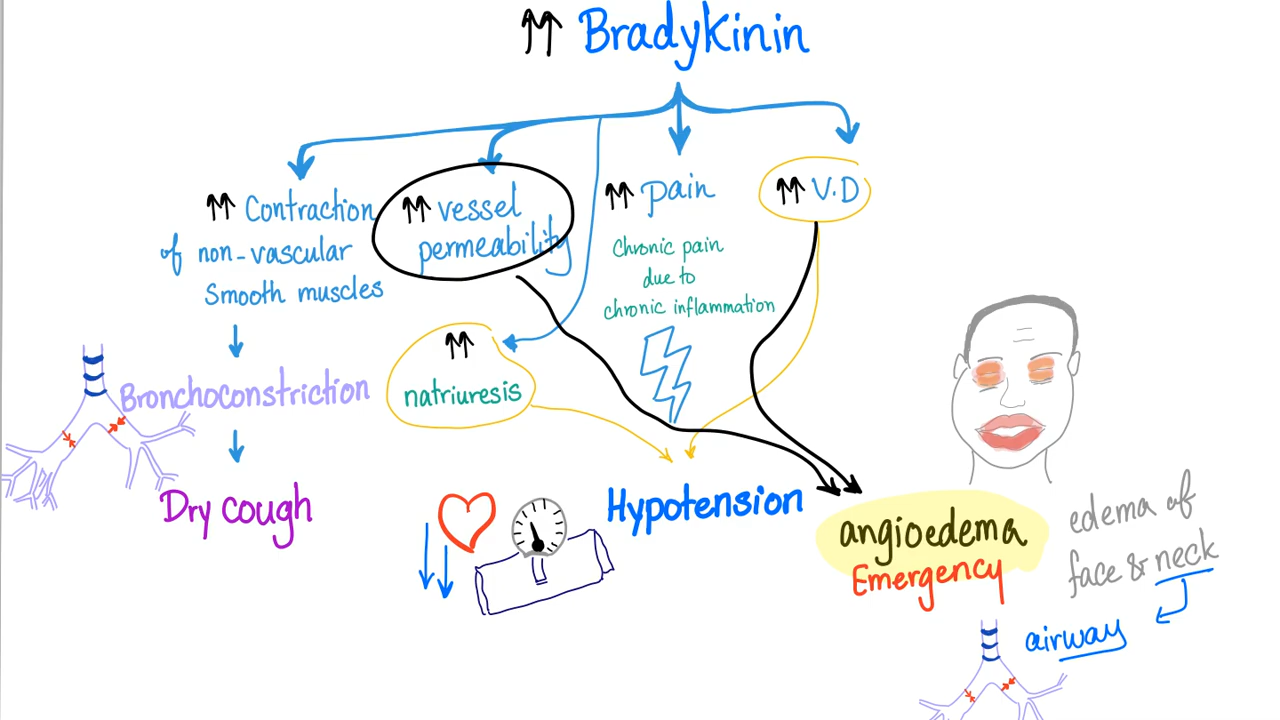 ↑↑ Bradykinin
↑↑ Contraction
of non-vascular
Smooth muscles
Bronchoconstriction
Dry cough
↑↑ vessel
permeability
↑↑
natriuresis
↑↑ pain
Chronic pain
due to
chronic inflammation
↑↑ V.D
Hypotension
angioedema
Emergency
edema of
face & neck
airway